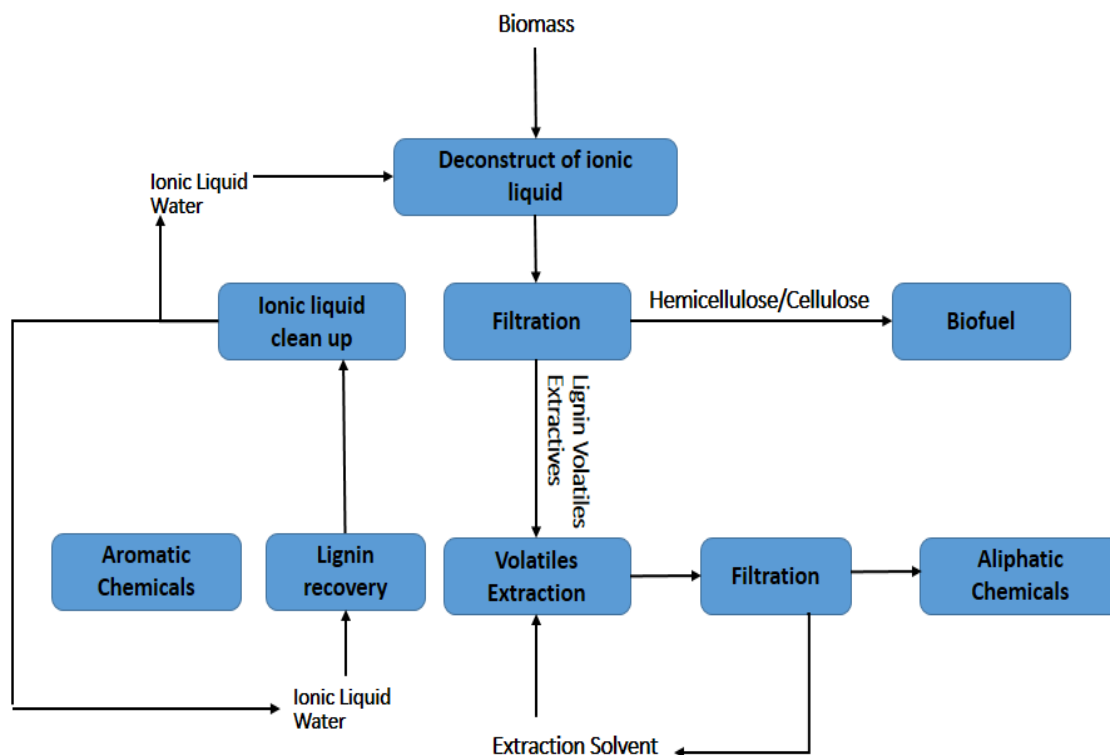 Biomass
Deconstruct of ionic
liquid
Ionic Liquid
Water
Ionic liquid
clean up
Filtration
Hemicellulose/Cellulose
Biofuel
Lignin Volatiles
Extractives
Aromatic
Chemicals
Lignin
recovery
Volatiles
Extraction
Filtration
Aliphatic
Chemicals
Ionic Liquid
Water
Extraction Solvent